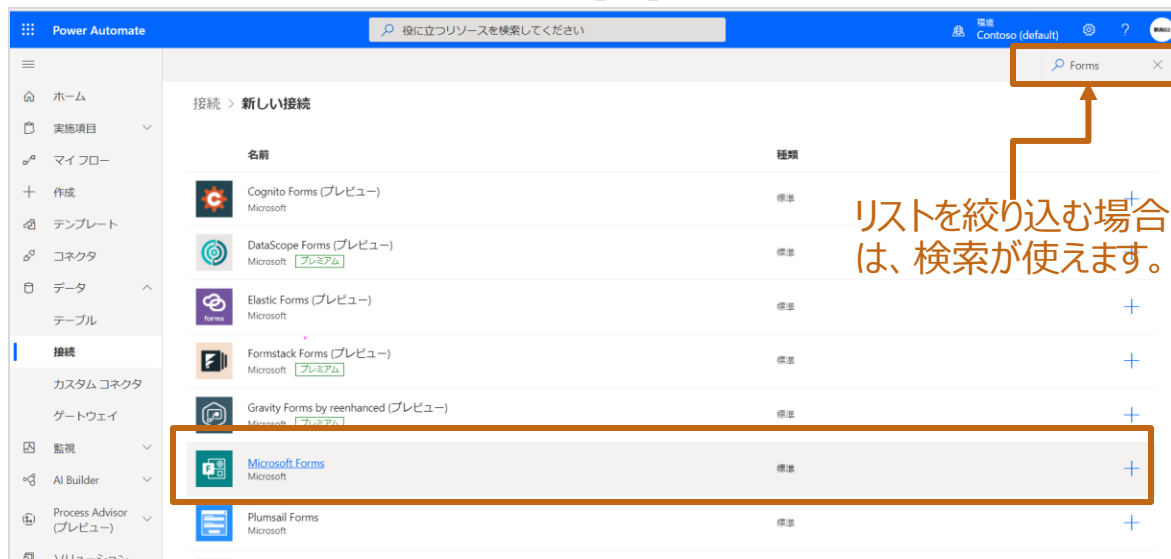 Power Automate
役に立つリソースを検索してください
環境
Contoso (default)
?
Forms
ホーム
実施項目
マイ フロー
作成
テンプレート
コネクタ
データ
テーブル
接続
カスタム コネクタ
ゲートウェイ
監視
AI Builder
Process Advisor
(プレビュー)
ソリューション
接続 > 新しい接続
名前 種類
Cognito Forms (プレビュー)
Microsoft
標準
DataScope Forms (プレビュー)
Microsoft プレミアム
標準
Elastic Forms (プレビュー)
Microsoft
forms
標準
Formstack Forms (プレビュー)
Microsoft プレミアム
標準
Gravity Forms by reenhanced (プレビュー)
Microsoft プレミアム
標準
Microsoft Forms
Microsoft
標準
Plumsail Forms
Microsoft
標準
リストを絞り込む場合
は、検索が使えます。